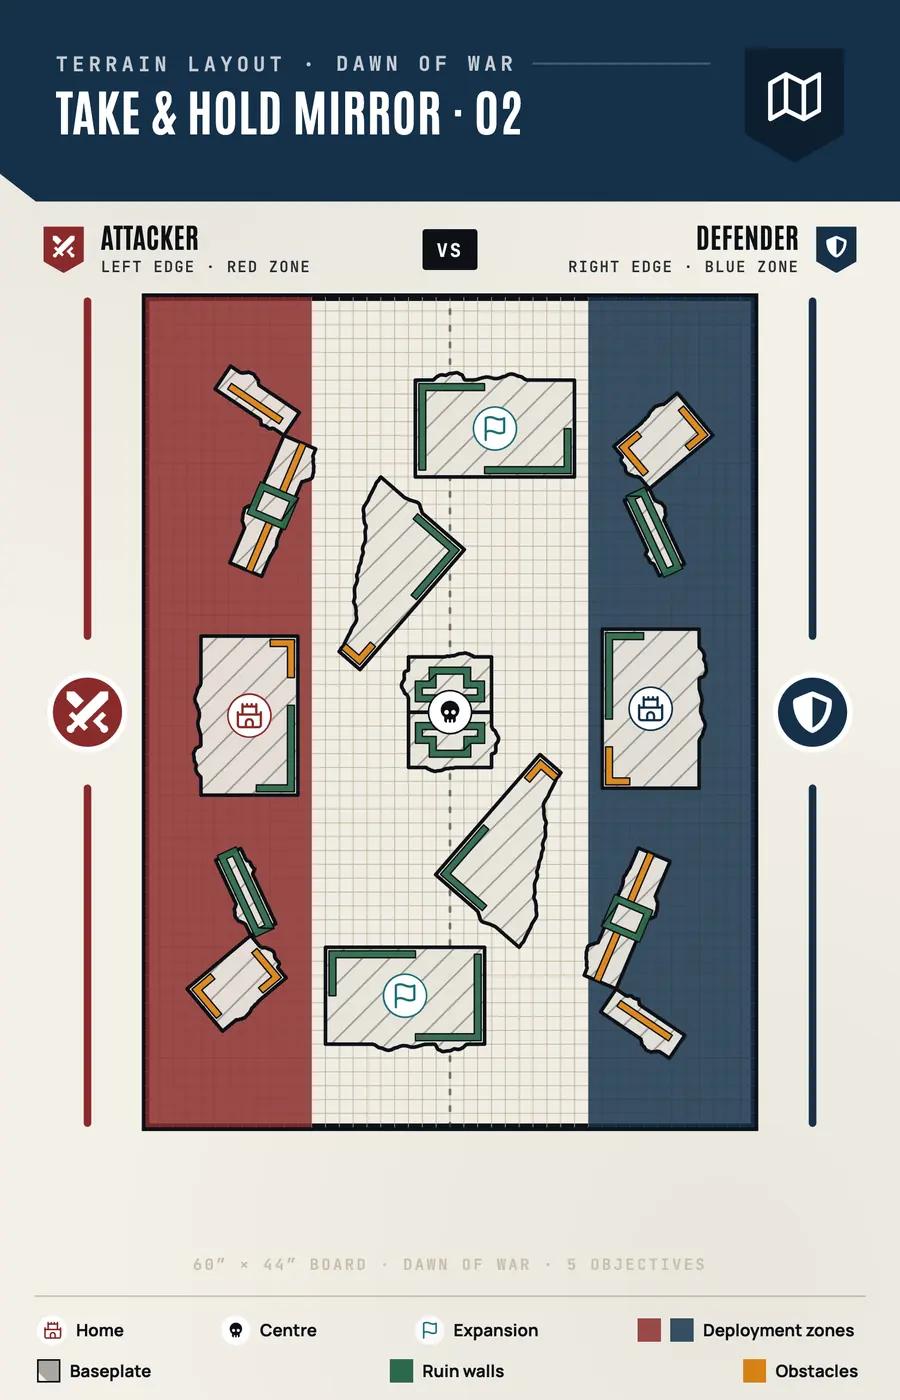 TERRAIN LAYOUT · DAWN OF WAR
TAKE & HOLD MIRROR · 02
ATTACKER
LEFT EDGE · RED ZONE
VS
DEFENDER
RIGHT EDGE · BLUE ZONE
60″ × 44″ BOARD · DAWN OF WAR · 5 OBJECTIVES
Home
Centre
Expansion
Deployment zones
Baseplate
Ruin walls
Obstacles